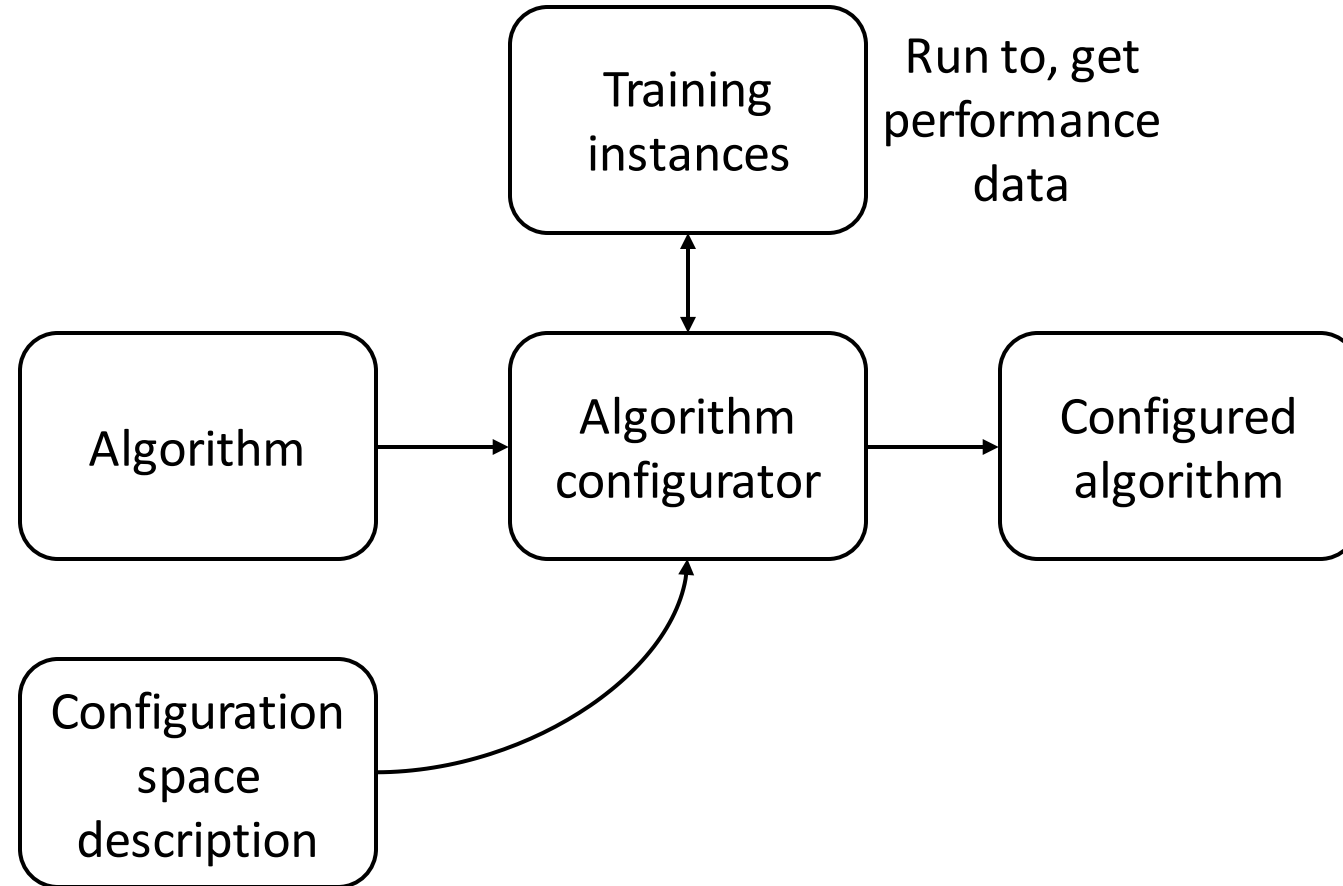 Training
instances
Run to, get
performance
data
Algorithm
Algorithm
configurator
Configured
algorithm
Configuration
space
description